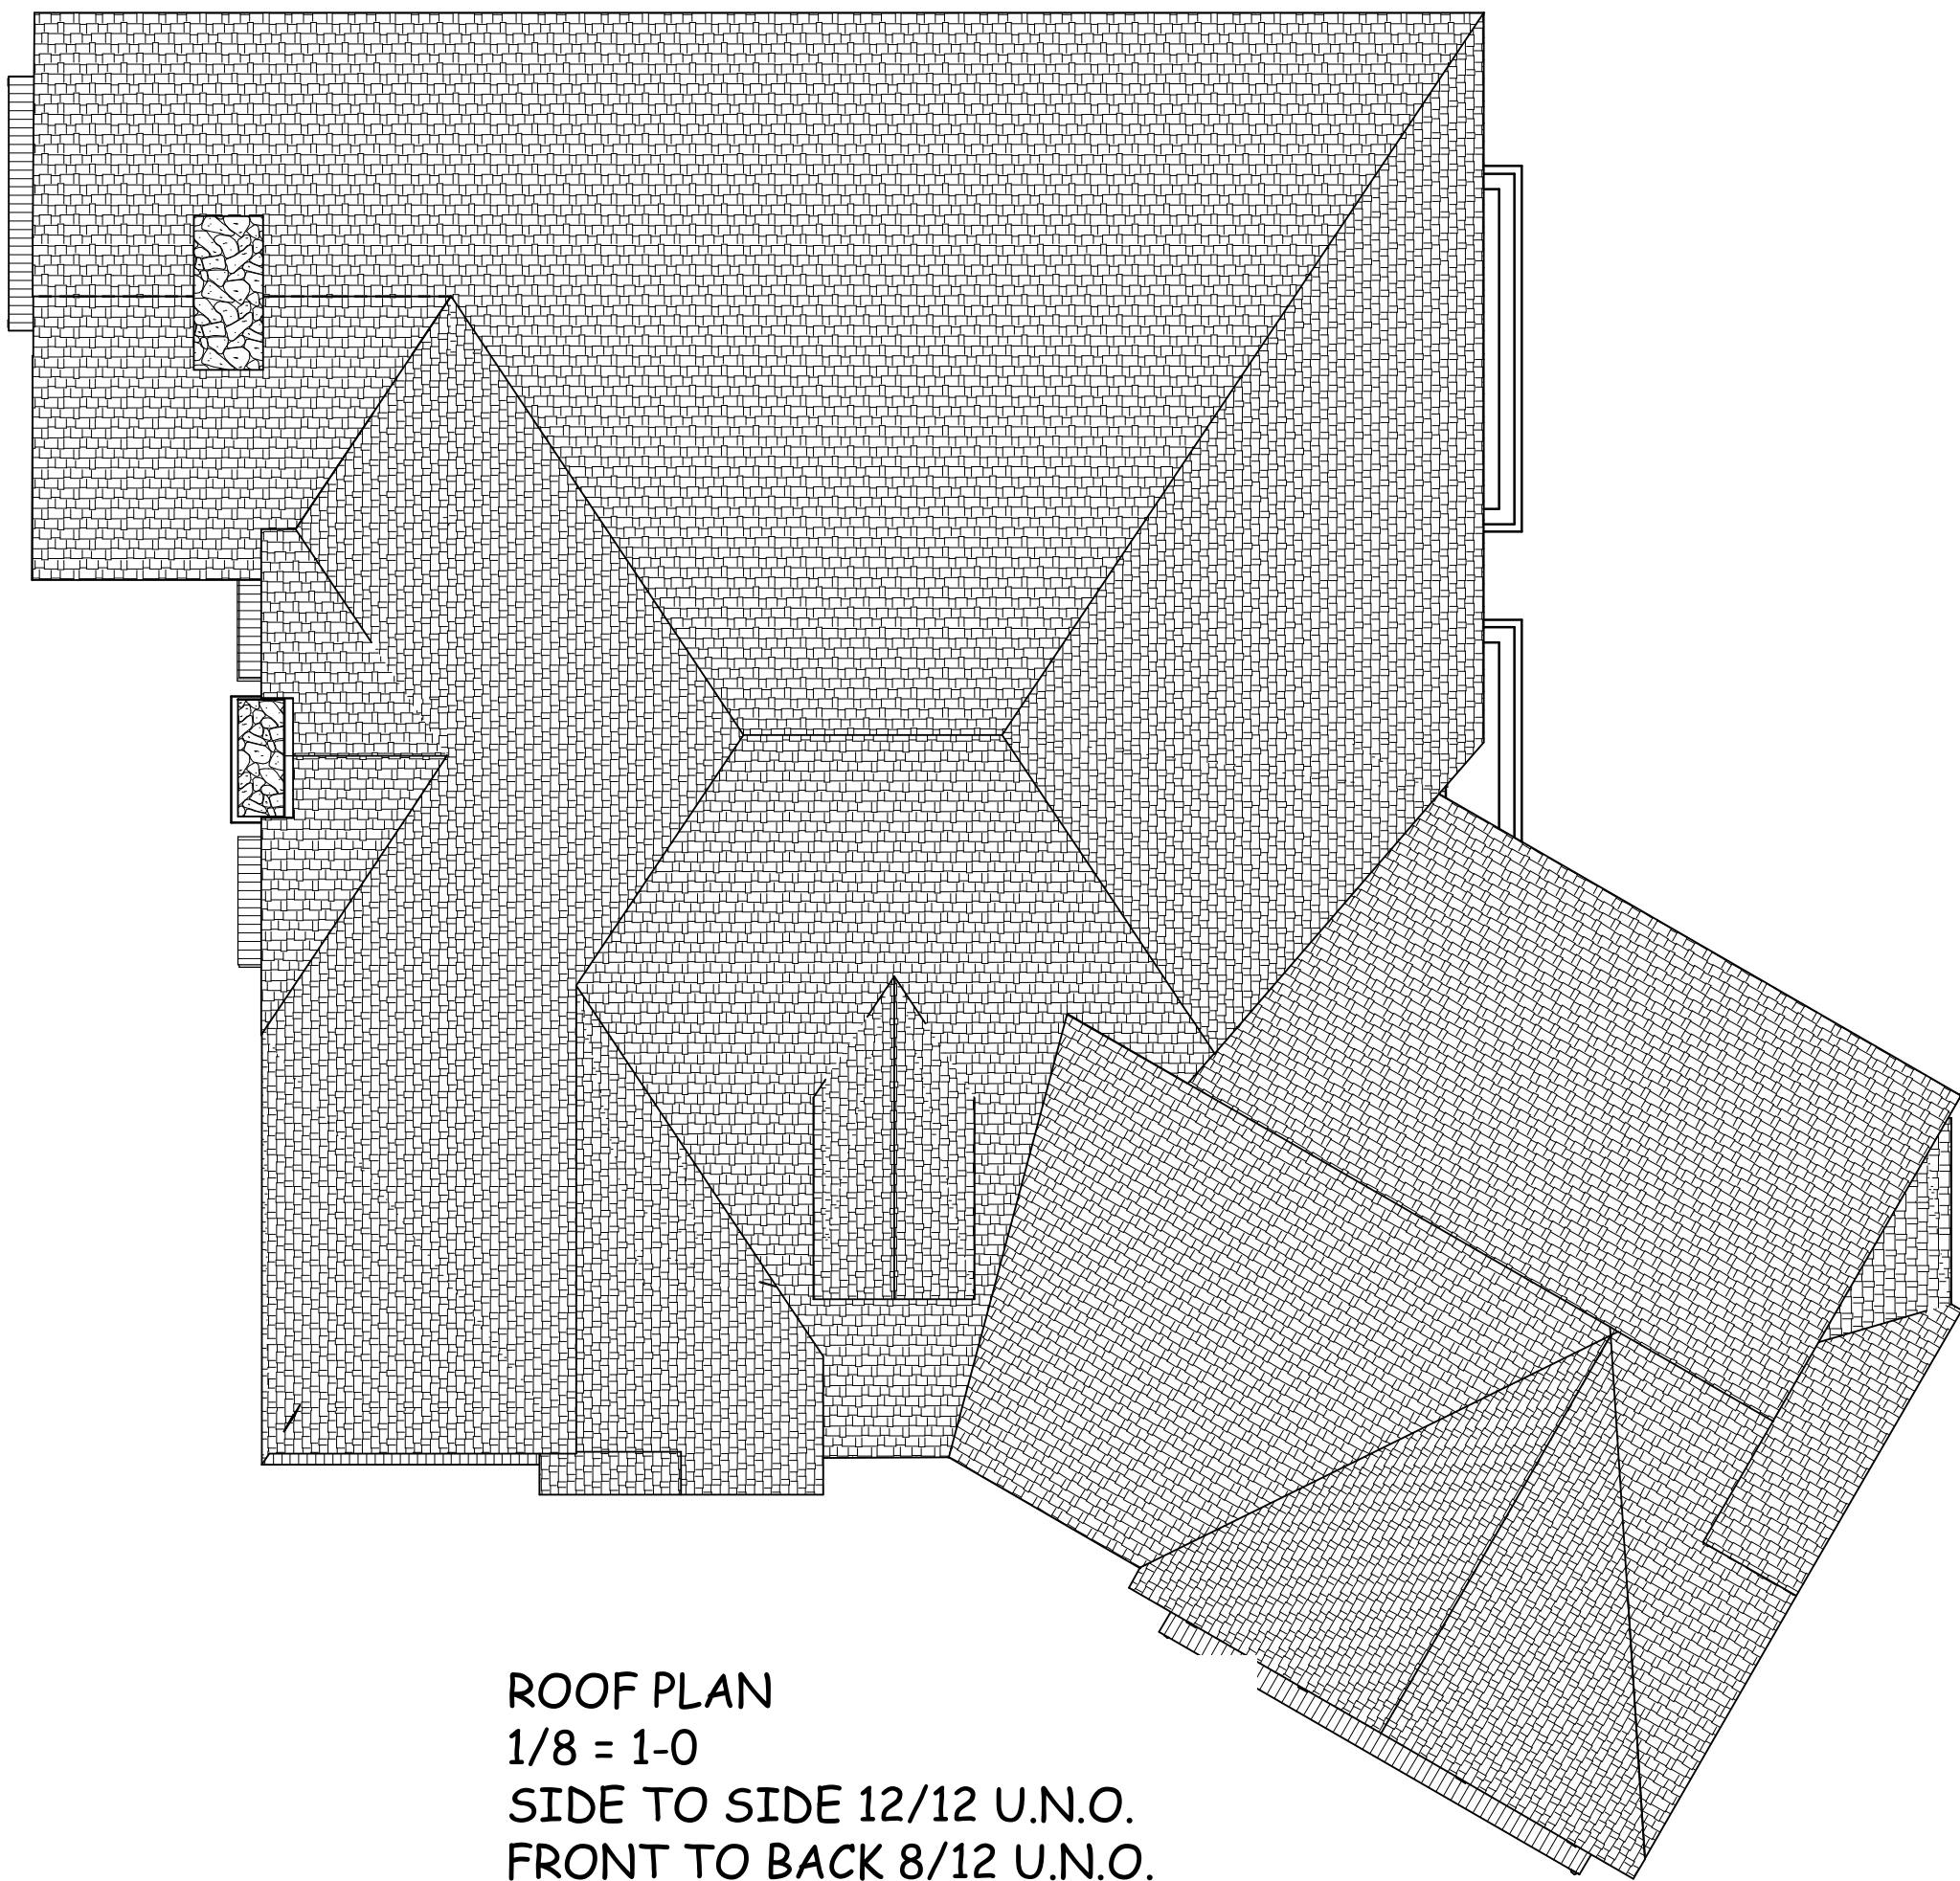 ROOF PLAN
1/8 = 1-0
SIDE TO SIDE 12/12 U.N.O.
FRONT TO BACK 8/12 U.N.O.